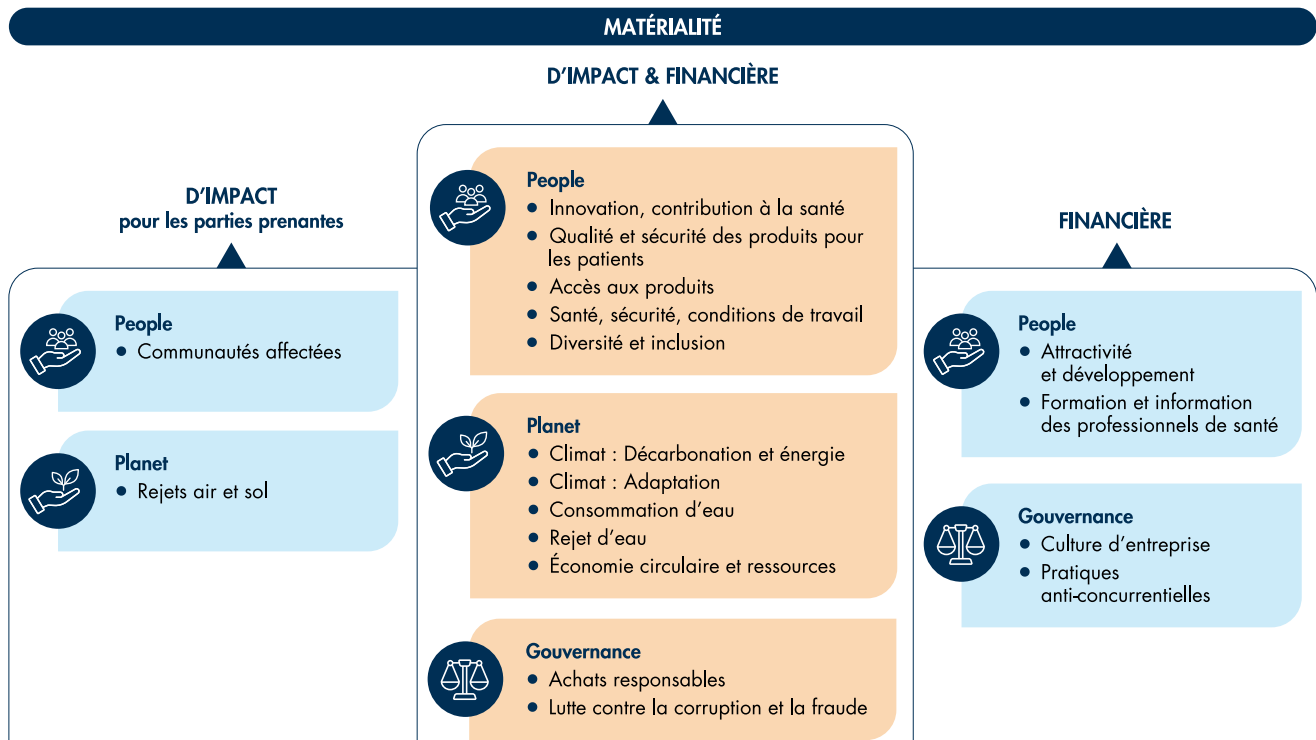 MATÉRIALITÉ
D'IMPACT & FINANCIÈRE
D'IMPACT
pour les parties prenantes
People
• Communautés affectées
Planet
• Rejets air et sol
People
• Innovation, contribution à la santé
• Qualité et sécurité des produits pour
les patients
• Accès aux produits
• Santé, sécurité, conditions de travail
• Diversité et inclusion
Planet
• Climat : Décarbonation et énergie
• Climat : Adaptation
• Consommation d'eau
• Rejet d'eau
• Économie circulaire et ressources
Gouvernance
• Achats responsables
• Lutte contre la corruption et la fraude
FINANCIÈRE
People
• Attractivité
et développement
• Formation et information
des professionnels de santé
Gouvernance
• Culture d'entreprise
• Pratiques
anti-concurrentielles